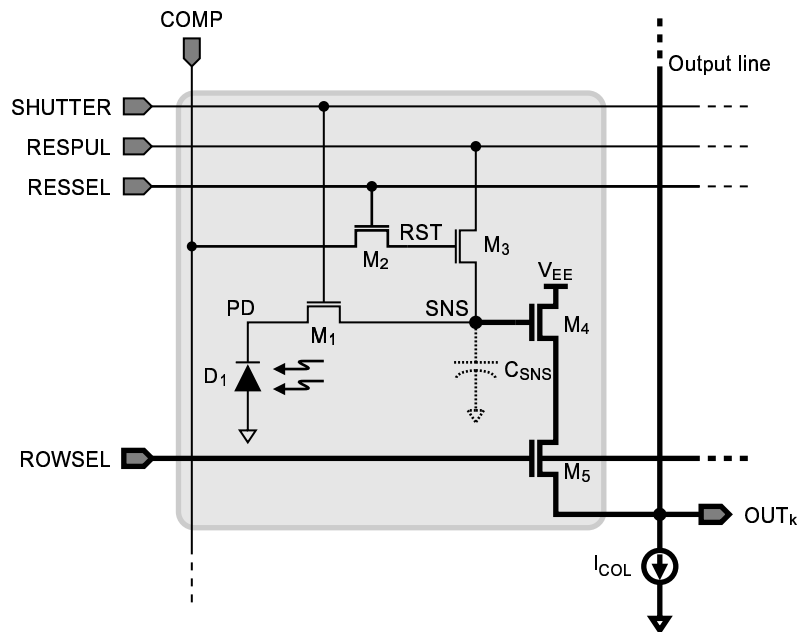 COMP
Output line
SHUTTER
RESPUL
RESSEL
RST
M2
M3
VEE
PD
SNS
M1
M4
D1
CSNS
ROWSEL
M5
OUTk
ICOL